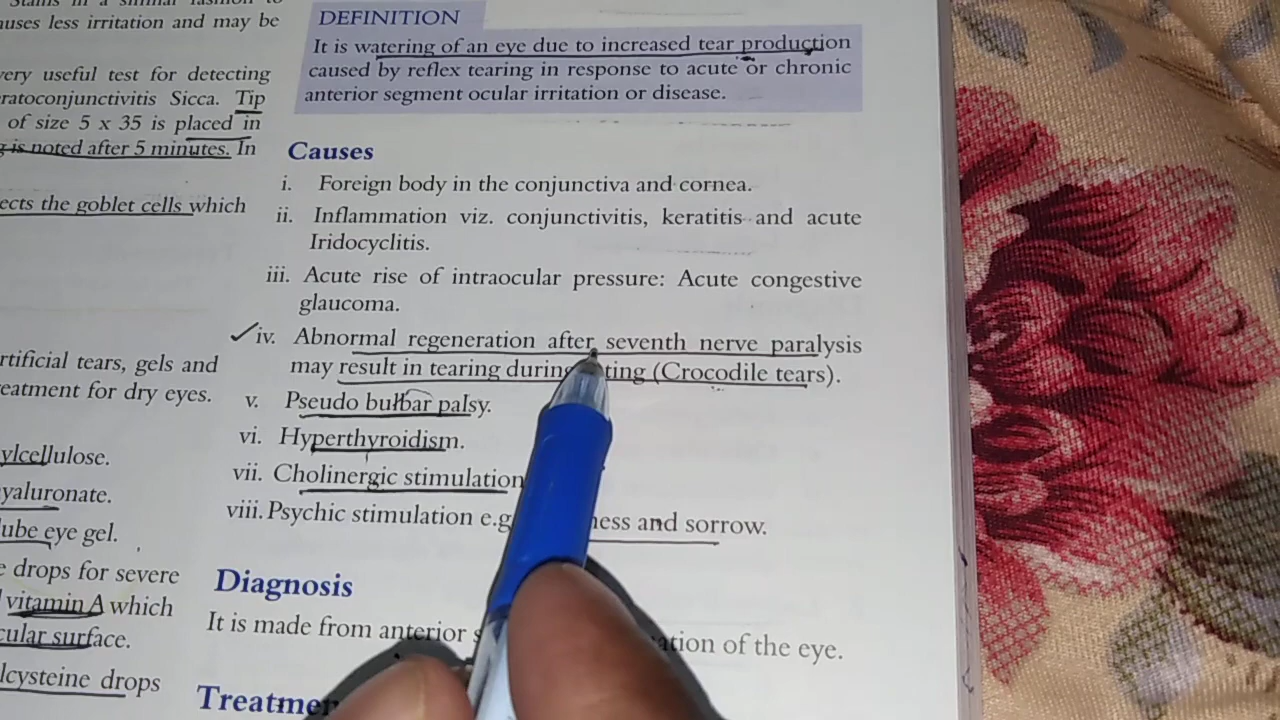 uses less irritation and may be
ery useful test for detecting
ratoconjunctivitis Sicca. Tip
of size 5 x 35 is placed in
is noted after 5 minutes. In
ects the goblet cells which
rtificial tears, gels and
eatment for dry eyes.
ylcellulose.
yaluronate.
ube eye gel.
e drops for severe
vitamin A which
cular surface.
lcysteine drops
DEFINITION
It is watering of an eye due to increased tear production
caused by reflex tearing in response to acute or chronic
anterior segment ocular irritation or disease.
Causes
i. Foreign body in the conjunctiva and cornea.
ii. Inflammation viz. conjunctivitis, keratitis and acute
Iridocyclitis.
iii. Acute rise of intraocular pressure: Acute congestive
glaucoma.
iv. Abnormal regeneration after seventh nerve paralysis
may result in tearing during ting (Crocodile tears).
v. Pseudo bulbar palsy.
vi. Hyperthyroidism.
vii. Cholinergic stimulation
viii. Psychic stimulation e.g ness and sorrow.
Diagnosis
It is made from anterior s ation of the eye.
Treatme